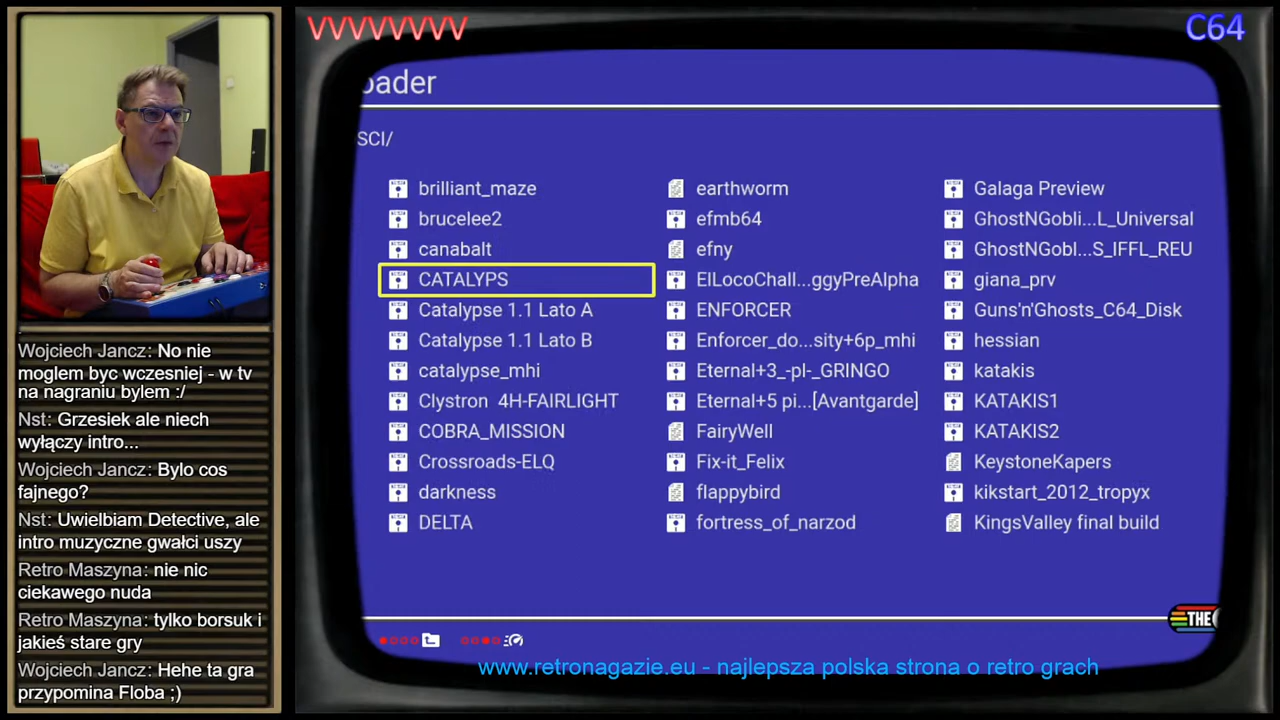 VVVVVVVV
C64
oader
SCI/
brilliant_maze
brucelee2
canabalt
CATALYPS
Catalypse 1.1 Lato A
Catalypse 1.1 Lato B
catalypse_mhi
Clystron 4H-FAIRLIGHT
COBRA_MISSION
Crossroads-ELQ
darkness
DELTA
earthworm
efmb64
efny
ElLocoChall...ggyPreAlpha
ENFORCER
Enforcer_do...sity+6p_mhi
Eternal+3_-pl-_GRINGO
Eternal+5 pi...[Avantgarde]
FairyWell
Fix-it_Felix
flappybird
fortress_of_narzod
Galaga Preview
GhostNGobli...L_Universal
GhostNGobl...S_IFFL_REU
giana_prv
Guns'n'Ghosts_C64_Disk
hessian
katakis
KATAKIS1
KATAKIS2
KeystoneKapers
kikstart_2012_tropyx
KingsValley final build
THE
www.retronagazie.eu - najlepsza polska strona o retro grach
Wojciech Jancz: No nie
moglem byc wczesniej - w tv
na nagraniu bylem :/
Nst: Grzesiek ale niech
wyłączy intro...
Wojciech Jancz: Bylo cos
fajnego?
Nst: Uwielbiam Detective, ale
intro muzyczne gwałci uszy
Retro Maszyna: nie nic
ciekawego nuda
Retro Maszyna: tylko borsuk i
jakieś stare gry
Wojciech Jancz: Hehe ta gra
przypomina Floba ;)